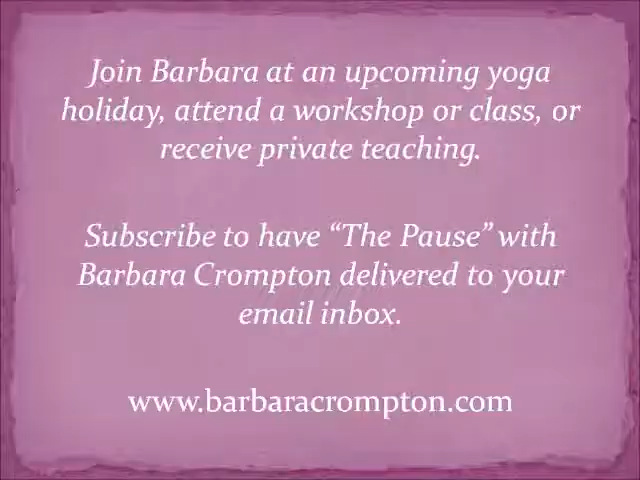 Join Barbara at an upcoming yoga
holiday, attend a workshop or class, or
receive private teaching.
Subscribe to have “The Pause” with
Barbara Crompton delivered to your
email inbox.
www.barbaracrompton.com